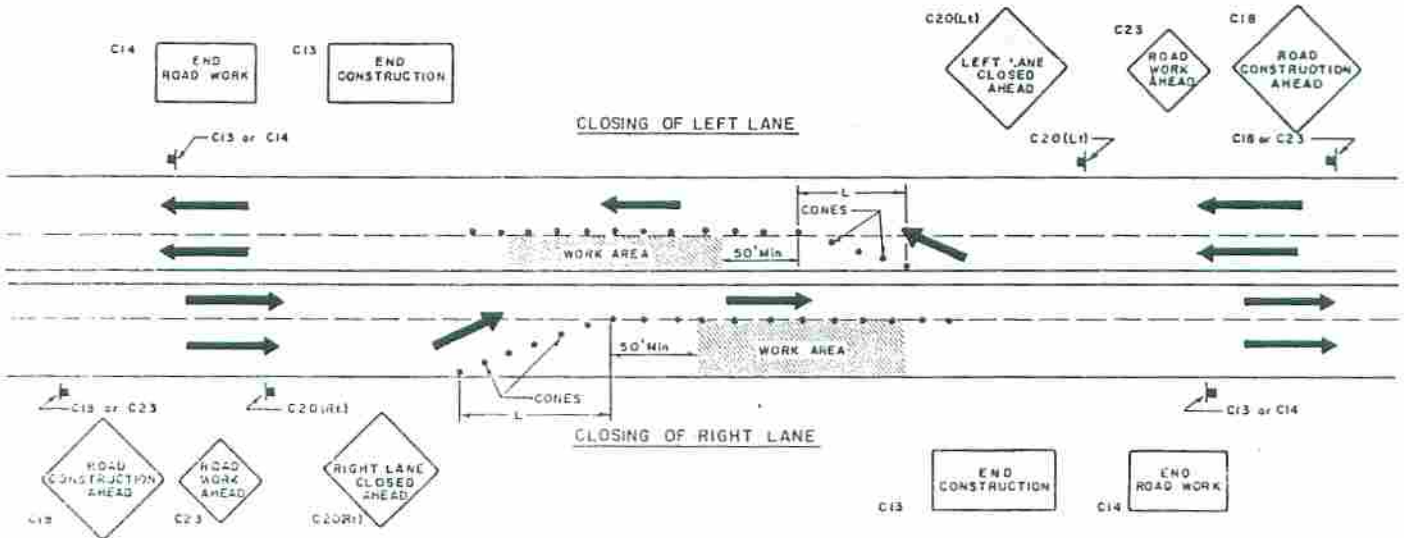 C14
END
ROAD WORK
C13
END
CONSTRUCTION
C20(Lt)
LEFT LANE
CLOSED
AHEAD
C23
ROAD
WORK
AHEAD
C18
ROAD
CONSTRUCTION
AHEAD
CLOSING OF LEFT LANE
C13 or C14
C20(Lt)
C18 or C23
L
CONES
WORK AREA
50'Min
50'Min
WORK AREA
CONES
L
C18 or C23
C20(Rt)
C13 or C14
CLOSING OF RIGHT LANE
ROAD
CONSTRUCTION
AHEAD
C18
ROAD
WORK
AHEAD
C23
RIGHT LANE
CLOSED
AHEAD
C20(Rt)
END
CONSTRUCTION
C13
END
ROAD WORK
C14